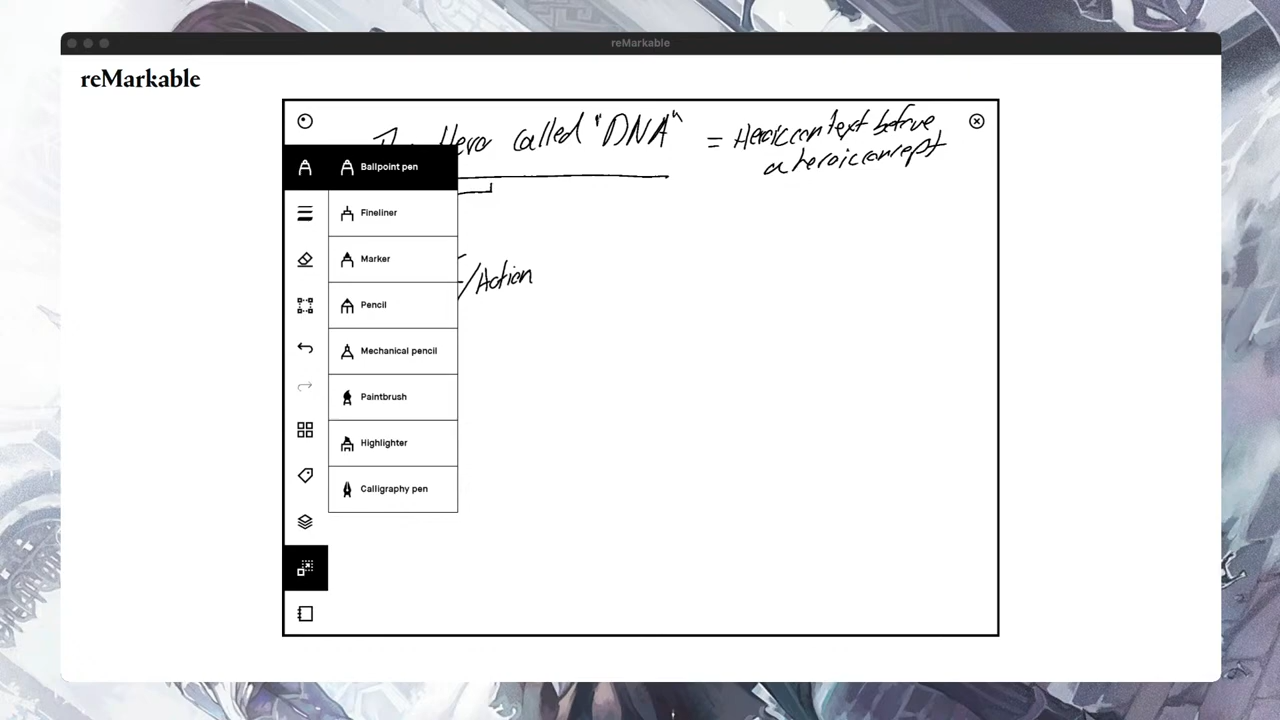 reMarkable
reMarkable
Hero called "DNA" = Heroic context before
a heroic concept
Ballpoint pen
Fineliner
Marker
/Action
Pencil
Mechanical pencil
Paintbrush
Highlighter
Calligraphy pen